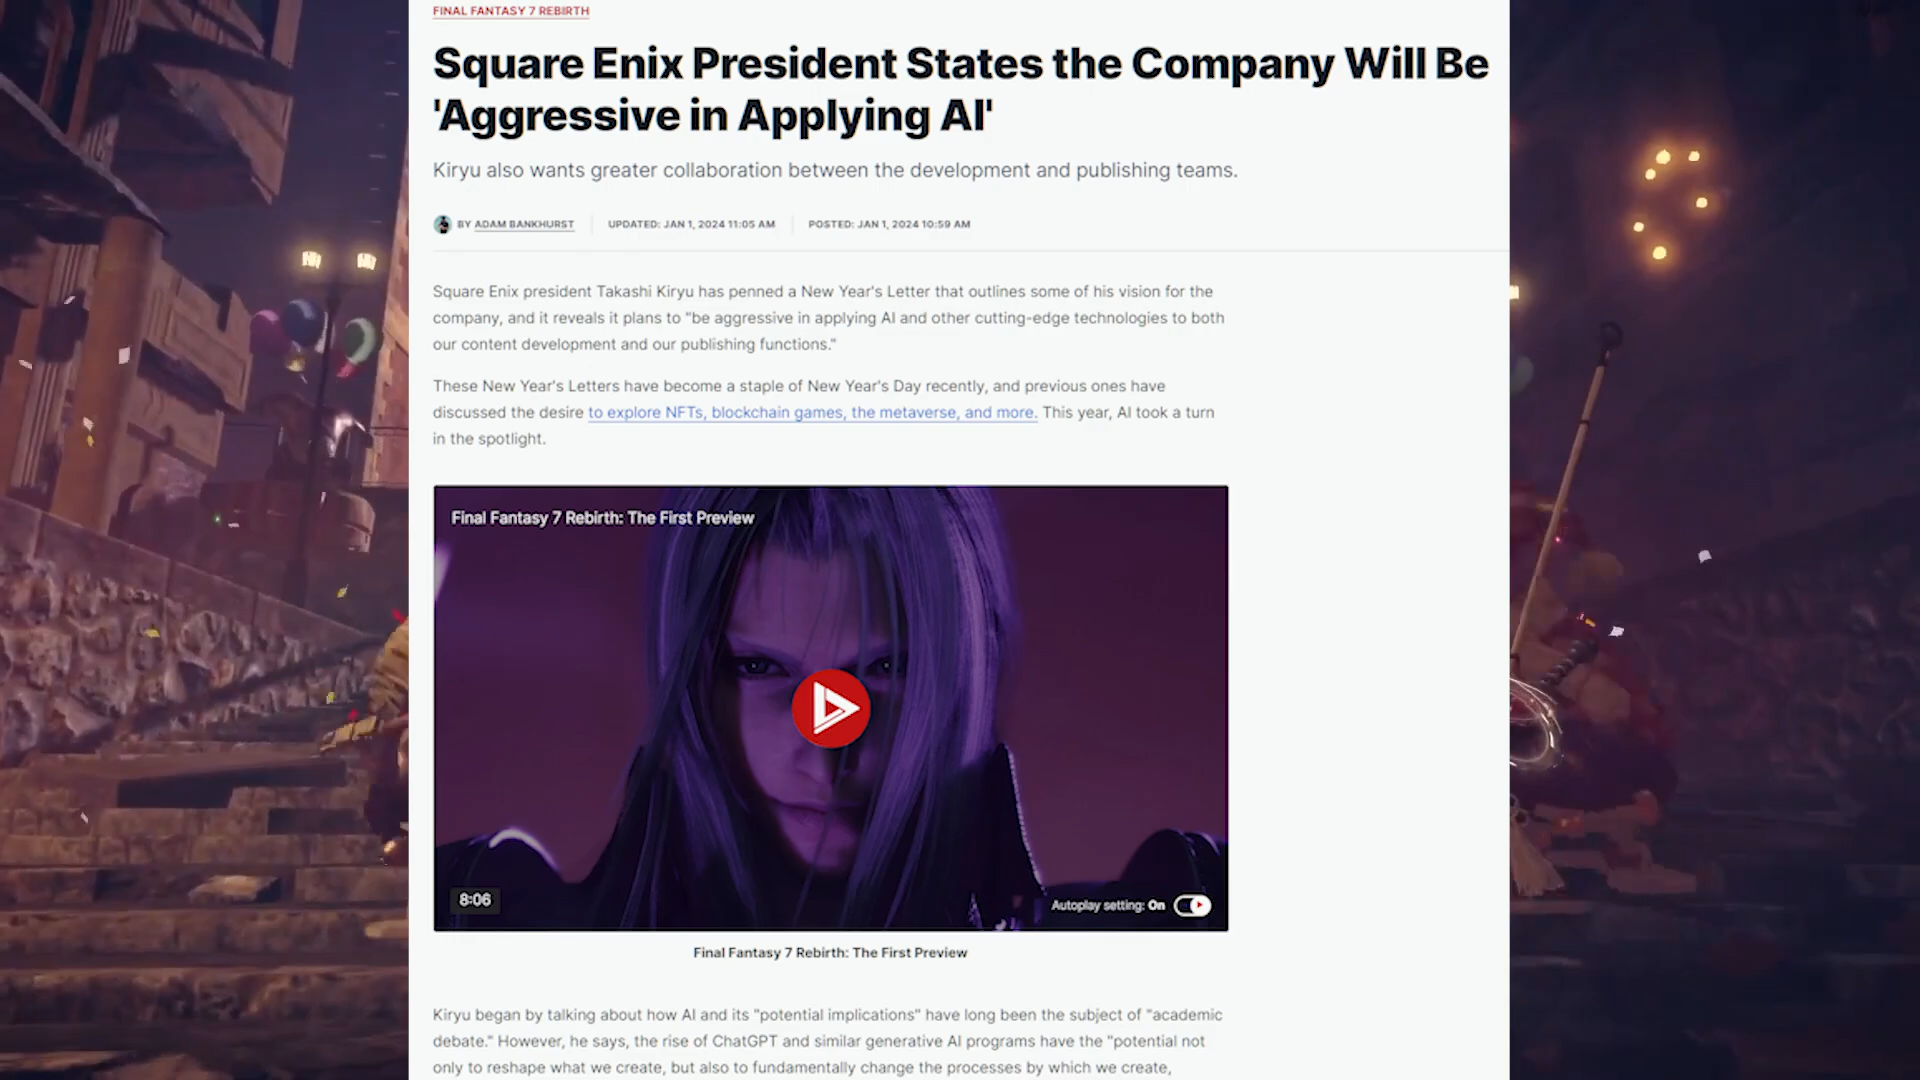 FINAL FANTASY 7 REBIRTH
Square Enix President States the Company Will Be
'Aggressive in Applying AI'
Kiryu also wants greater collaboration between the development and publishing teams.
BY ADAM BANKHURST UPDATED: JAN 1, 2024 11:05 AM POSTED: JAN 1, 2024 10:59 AM
Square Enix president Takashi Kiryu has penned a New Year's Letter that outlines some of his vision for the
company, and it reveals it plans to "be aggressive in applying AI and other cutting-edge technologies to both
our content development and our publishing functions."
These New Year's Letters have become a staple of New Year's Day recently, and previous ones have
discussed the desire to explore NFTs, blockchain games, the metaverse, and more. This year, AI took a turn
in the spotlight.
Final Fantasy 7 Rebirth: The First Preview
8:06
Autoplay setting: On
Final Fantasy 7 Rebirth: The First Preview
Kiryu began by talking about how AI and its "potential implications" have long been the subject of "academic
debate." However, he says, the rise of ChatGPT and similar generative AI programs have the "potential not
only to reshape what we create, but also to fundamentally change the processes by which we create,